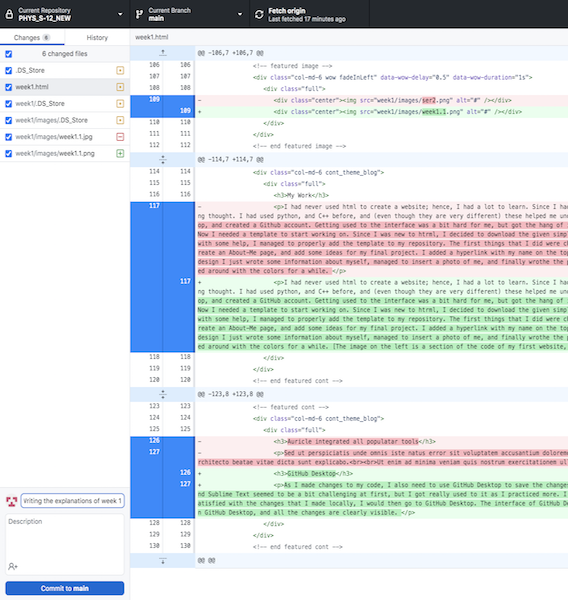 Current Repository
PHYS_S-12_NEW
Current Branch
main
Fetch origin
Last fetched 17 minutes ago
Changes 6
History
week1.html
6 changed files
.DS_Store
week1.html
week1/.DS_Store
week1/images/.DS_Store
week1/images/week1.1.jpg
week1/images/week1.1.png
@@ -106,7 +106,7 @@
106 106 <!-- featured image -->
107 107 <div class="col-md-6 wow fadeInLeft" data-wow-delay="0.5" data-wow-duration="1s">
108 108 <div class="full">
109 - <div class="center"><img src="week1/images/ser2.png" alt="#" /></div>
109 + <div class="center"><img src="week1/images/week1.1.png" alt="#" /></div>
110 110 </div>
111 111 </div>
112 112 <!-- end featured image -->
@@ -114,7 +114,7 @@
114 114 <div class="col-md-6 cont_theme_blog">
115 115 <div class="full">
116 116 <h3>My Work</h3>
117 - <p>I had never used html to create a website; hence, I had a lot to learn. Since I ha
ng thought. I had used python, and C++ before, and (even though they are very different) these helped me und
op, and created a Github account. Getting used to the interface was a bit hard for me, but got the hang of
Now I needed a template to start working on. Since I was new to html, I decided to download the given simpl
with some help, I managed to properly add the template to my repository. The first things that I did were c
reate an About-Me page, and add some ideas for my final project. I added a hyperlink with my name on the top
design I just wrote some information about myself, managed to insert a photo of me, and finally wrothe the p
ed around with the colors for a while. </p>
117 + <p>I had never used html to create a website; hence, I had a lot to learn. Since I ha
ng thought. I had used python, and C++ before, and (even though they are very different) these helped me und
op, and created a GitHub account. Getting used to the interface was a bit hard for me, but got the hang of
Now I needed a template to start working on. Since I was new to html, I decided to download the given simpl
with some help, I managed to properly add the template to my repository. The first things that I did were c
reate an About-Me page, and add some ideas for my final project. I added a hyperlink with my name on the top
design I just wrote some information about myself, managed to insert a photo of me, and finally wrothe the p
ed around with the colors for a while. [The image on the left is a section of the code of my first website,
118 118 </div>
119 119 </div>
120 120 <!-- end featured cont -->
@@ -123,8 +123,8 @@
123 123 <!-- featured cont -->
124 124 <div class="col-md-6 cont_theme_blog">
125 125 <div class="full">
126 - <h3>Auricle integrated all populatar tools</h3>
127 - <p>Sed ut perspiciatis unde omnis iste natus error sit voluptatem accusantium dolorem
rchitecto beatae vitae dicta sunt explicabo.<br><br>Ut enim ad minima veniam quis nostrum exercitationem ul
126 + <h3>GitHub Desktop</h3>
127 + <p>As I made changes to my code, I also need to use GitHub Desktop to save the changes
nd Sublime Text seemed to be a bit challenging at first, but I got really used to it as I practiced more. I
satisfied with the changes that I made locally, I would then go to GitHub Desktop. The interface of GitHub D
n GitHub Desktop, and all the changes are clearly visible. </p>
128 128 </div>
129 129 </div>
130 130 <!-- end featured cont -->
@@ @@
riting the explanations of week 1
Description
Commit to main